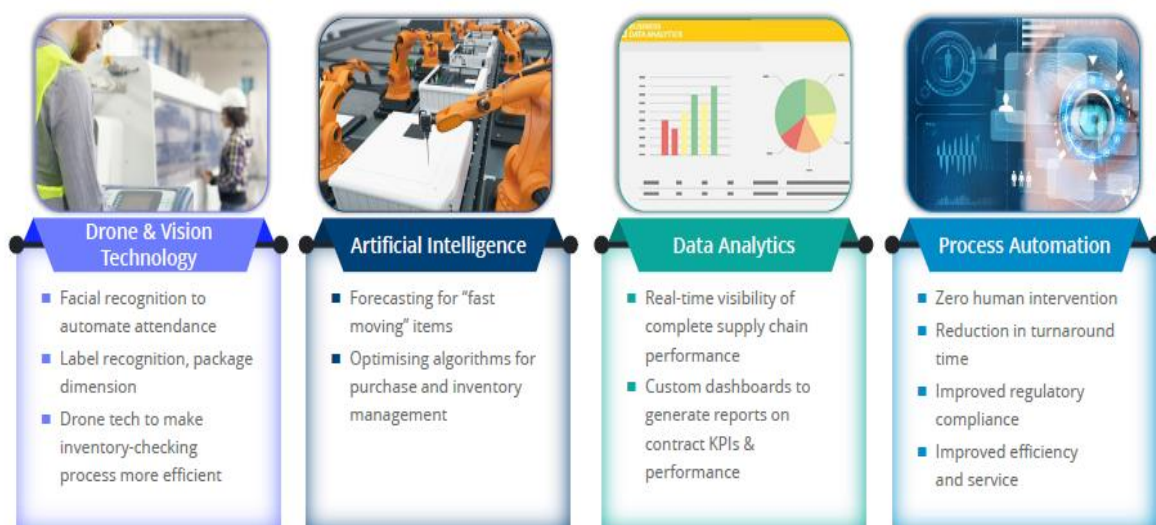 DATA ANALYTICS
Drone & Vision
Technology
Facial recognition to
automate attendance
Label recognition, package
dimension
Drone tech to make
inventory-checking
process more efficient
Artificial Intelligence
Forecasting for “fast
moving” items
Optimising algorithms for
purchase and inventory
management
Data Analytics
Real-time visibility of
complete supply chain
performance
Custom dashboards to
generate reports on
contract KPIs &
performance
Process Automation
Zero human intervention
Reduction in turnaround
time
Improved regulatory
compliance
Improved efficiency
and service